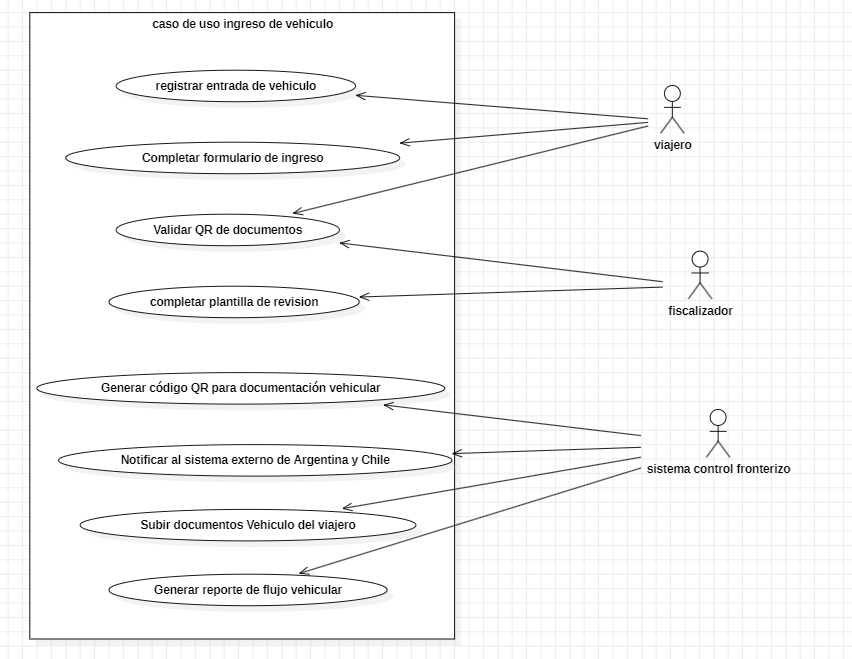 caso de uso ingreso de vehiculo
registrar entrada de vehiculo
viajero
Completar formulario de ingreso
Validar QR de documentos
completar plantilla de revision
fiscalizador
Generar código QR para documentación vehicular
Notificar al sistema externo de Argentina y Chile
sistema control fronterizo
Subir documentos Vehiculo del viajero
Generar reporte de flujo vehicular